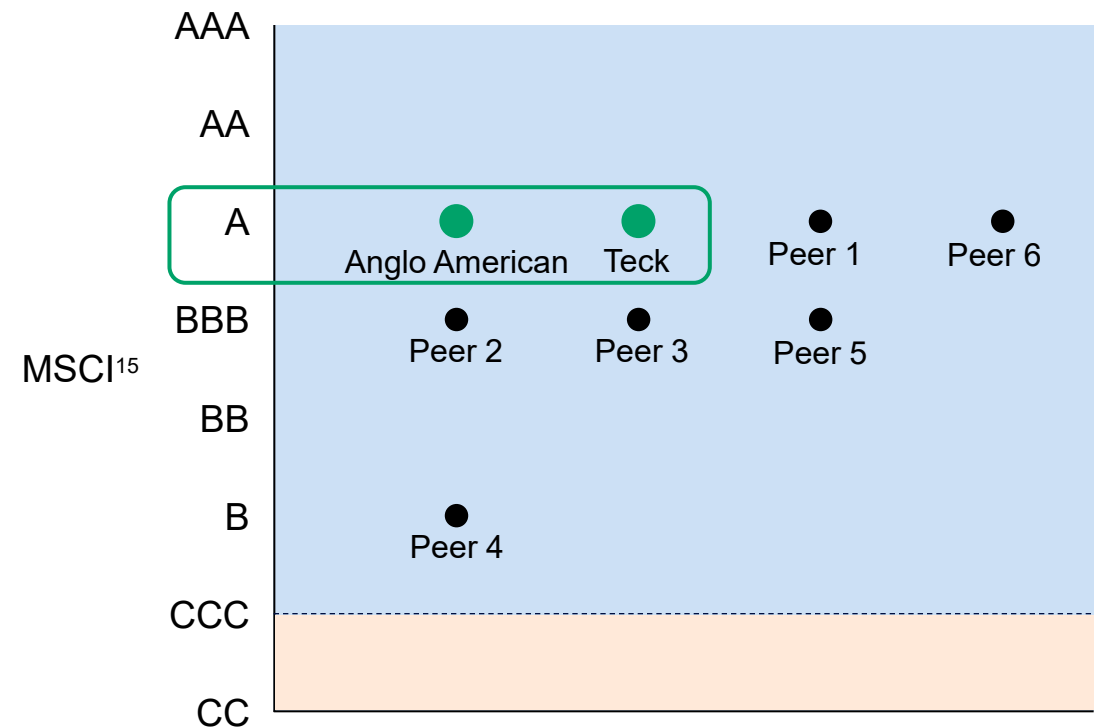 AAA
AA
A
Anglo American
Teck
Peer 1
Peer 6
BBB
Peer 2
Peer 3
Peer 5
MSCI15
BB
B
Peer 4
CCC
CC